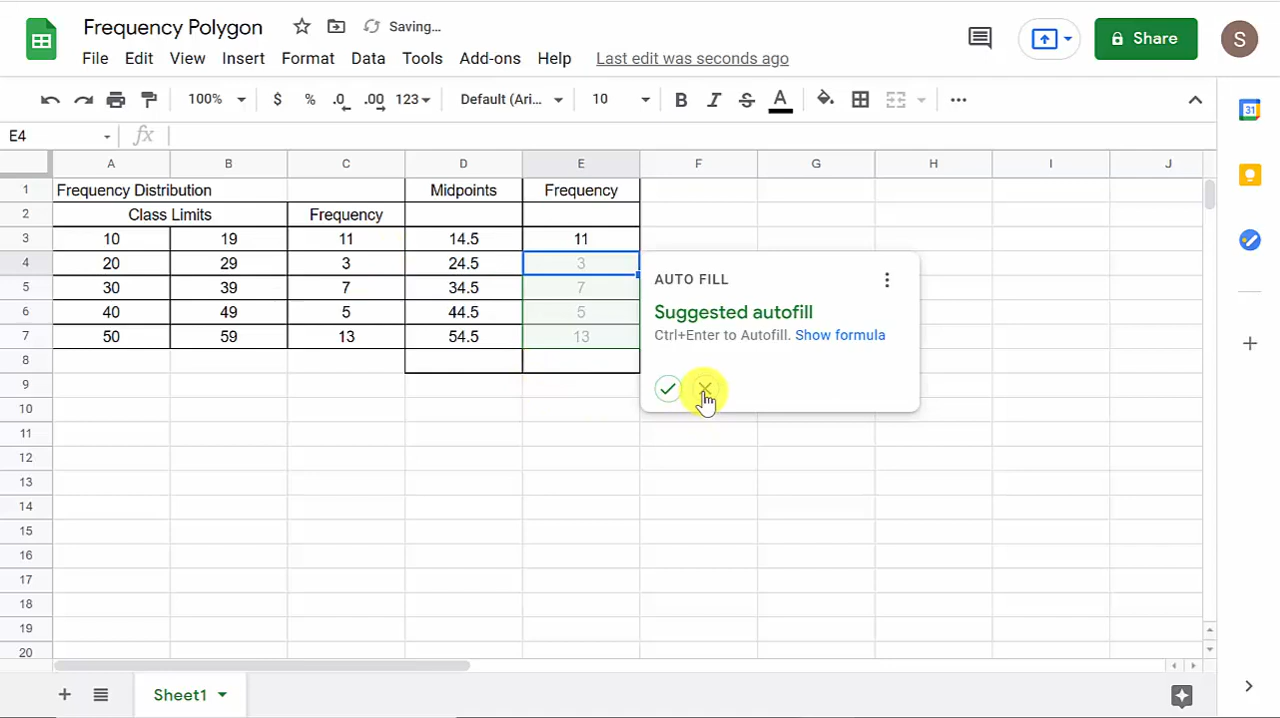 Frequency Polygon Saving...
File Edit View Insert Format Data Tools Add-ons Help Last edit was seconds ago
Share S
100% $ % .0 .00 123 Default (Ari... 10 B I S A
E4 fx
A B C D E F G H I J
1 Frequency Distribution Midpoints Frequency
2 Class Limits Frequency
3 10 19 11 14.5 11
4 20 29 3 24.5 3
5 30 39 7 34.5 7
6 40 49 5 44.5 5
7 50 59 13 54.5 13
8
9
10
11
12
13
14
15
16
17
18
19
20
AUTO FILL
Suggested autofill
Ctrl+Enter to Autofill. Show formula
Sheet1
31